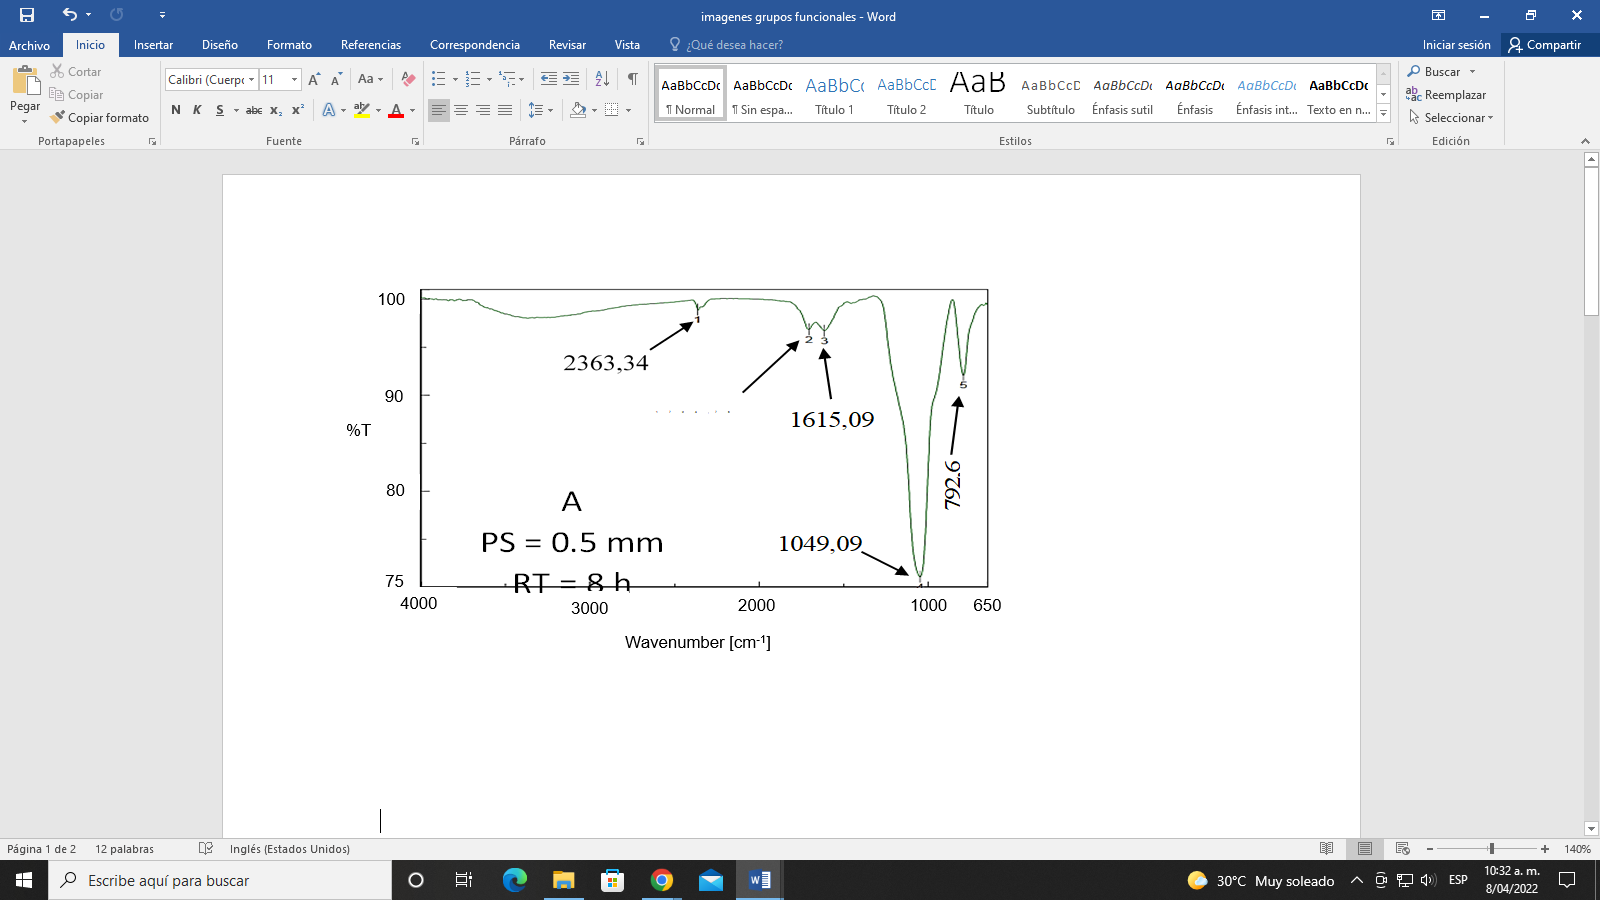 imagenes grupos funcionales - Word
Archivo Inicio Insertar Diseño Formato Referencias Correspondencia Revisar Vista ¿Qué desea hacer? Iniciar sesión Compartir
Pegar
Cortar
Copiar
Copiar formato
Portapapeles
Calibri (Cuerpo 11
N K S abc x₂ x²
Fuente
Párrafo
AaBbCcDc AaBbCcDc AaBbCc AaBbCcD AaB AaBbCcD AaBbCcDc AaBbCcDc AaBbCcDc AaBbCcDc
¶ Normal ¶ Sin espa... Título 1 Título 2 Título Subtítulo Énfasis sutil Énfasis Énfasis int... Texto en n...
Estilos
Buscar
Reemplazar
Seleccionar
Edición
100
90
%T
80
75
1
2
3
5
2363,34
1615,09
792.6
1049,09
A
PS = 0.5 mm
RT = 8 h
4000 3000 2000 1000 650
Wavenumber [cm-1]
Página 1 de 2 12 palabras Inglés (Estados Unidos) 140%
Escribe aquí para buscar
30°C Muy soleado ESP
10:32 a. m.
8/04/2022